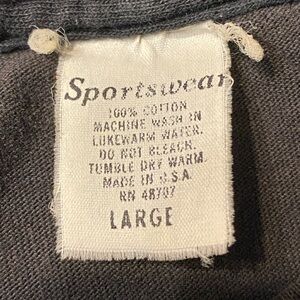 Sportswear
100% COTTON
MACHINE WASH IN
LUKEWARM WATER.
DO NOT BLEACH.
TUMBLE DRY WARM.
MADE IN U.S.A.
RN 48707
LARGE